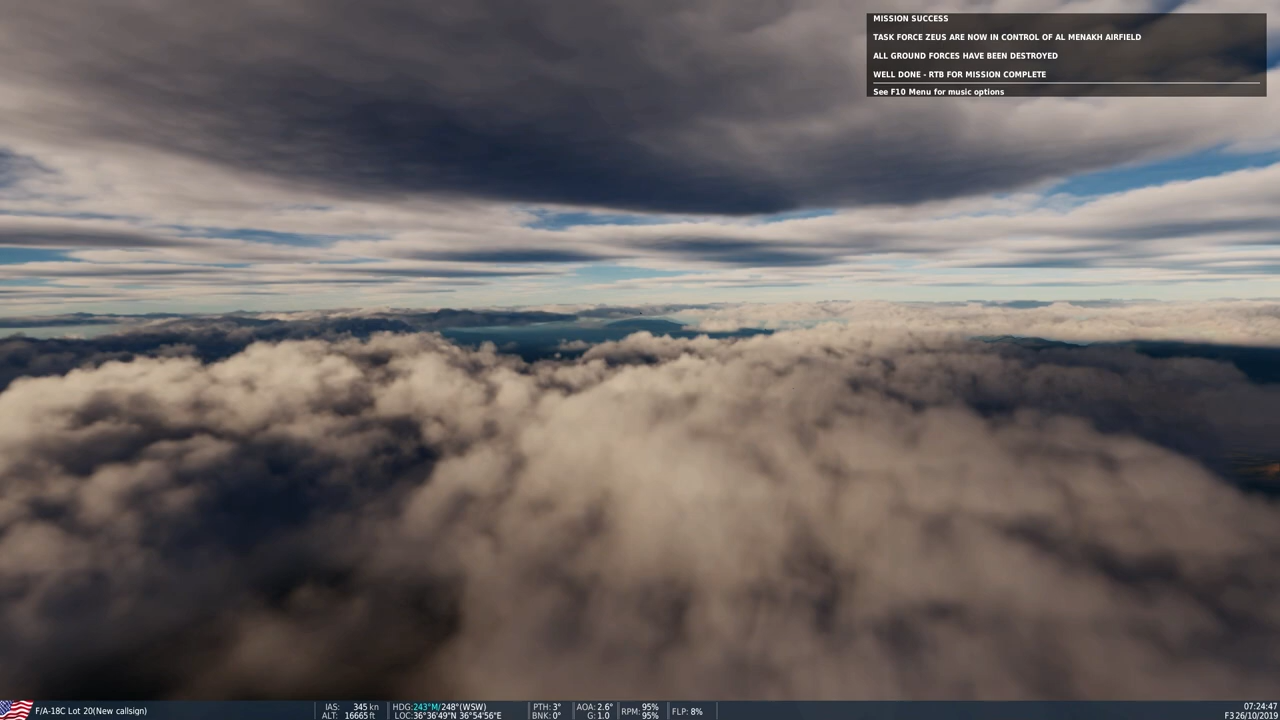 MISSION SUCCESS
TASK FORCE ZEUS ARE NOW IN CONTROL OF AL MENAKH AIRFIELD
ALL GROUND FORCES HAVE BEEN DESTROYED
WELL DONE - RTB FOR MISSION COMPLETE
See F10 Menu for music options
F/A-18C Lot 20(New callsign)
IAS: 345 kn
ALT: 16665 ft
HDG:243°M/248°(WSW)
LOC:36°36'49"N 36°54'56"E
PTH: 3°
BNK: 0°
AOA: 2.6°
G: 1.0
RPM: 95%
95%
FLP: 8%
07:24:47
F3 26/10/2019